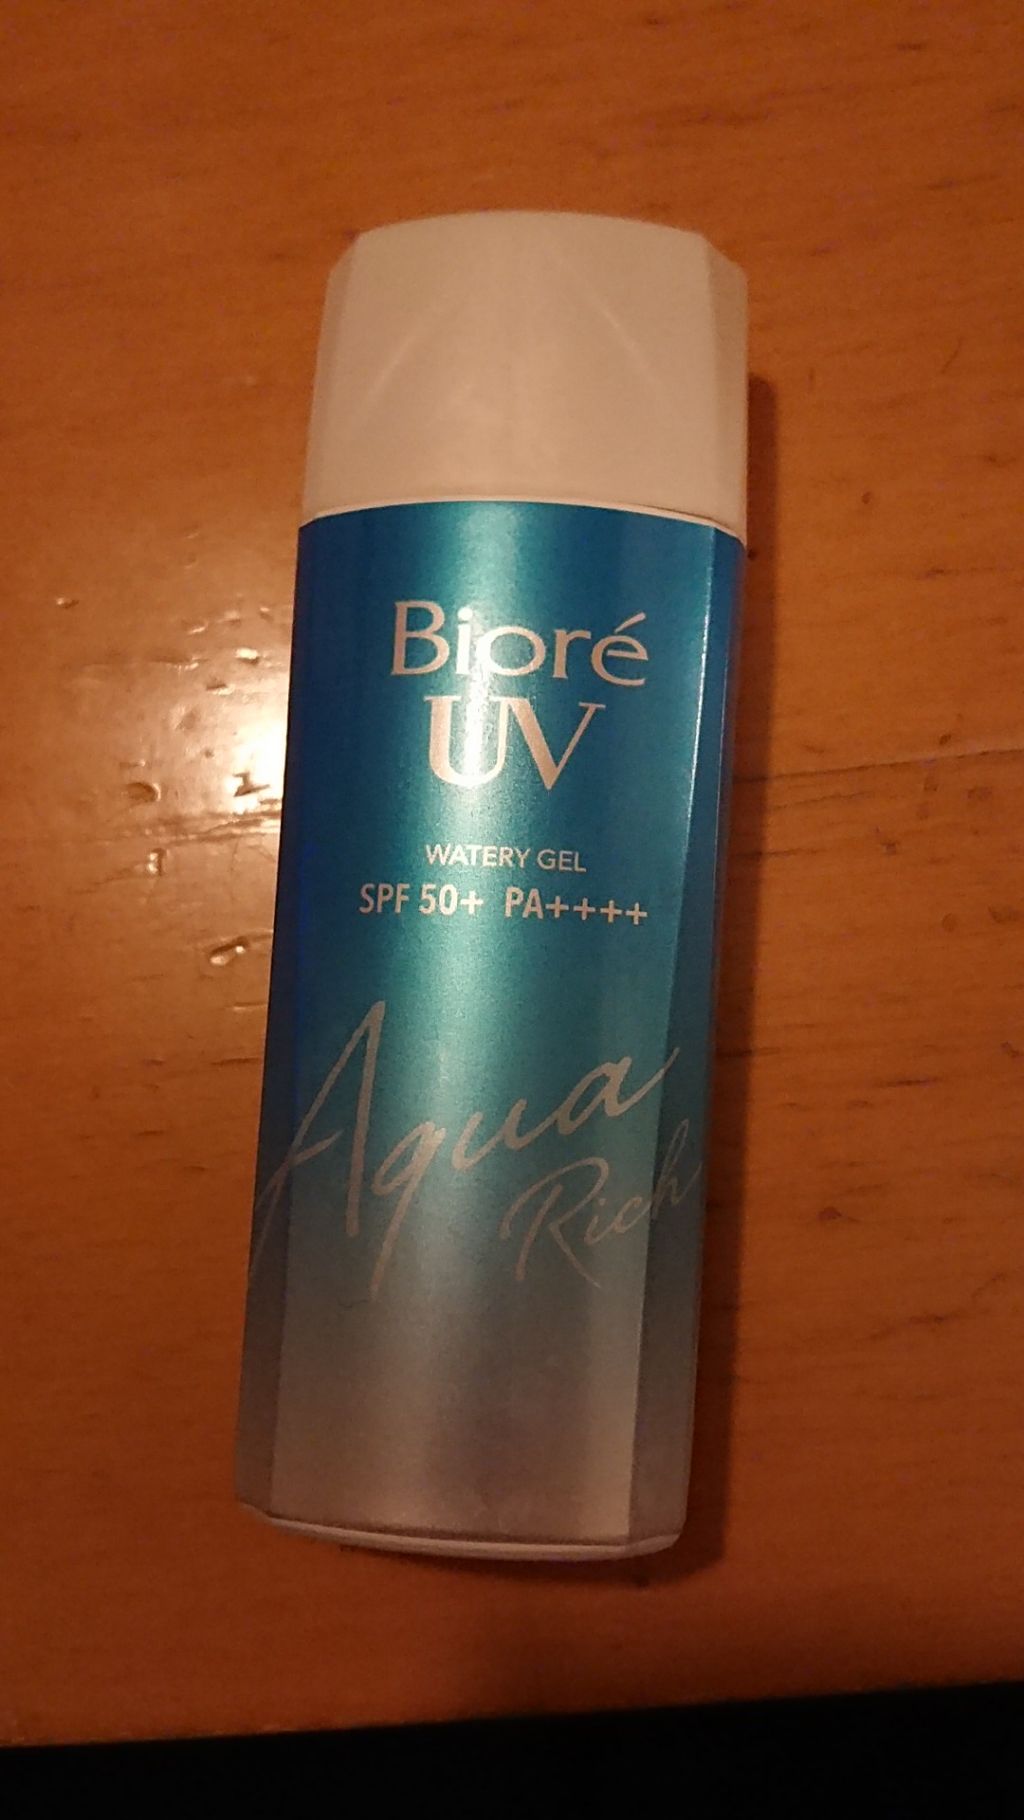 Bioré
UV
WATERY GEL
SPF 50+ PA++++
Aqua
Rich